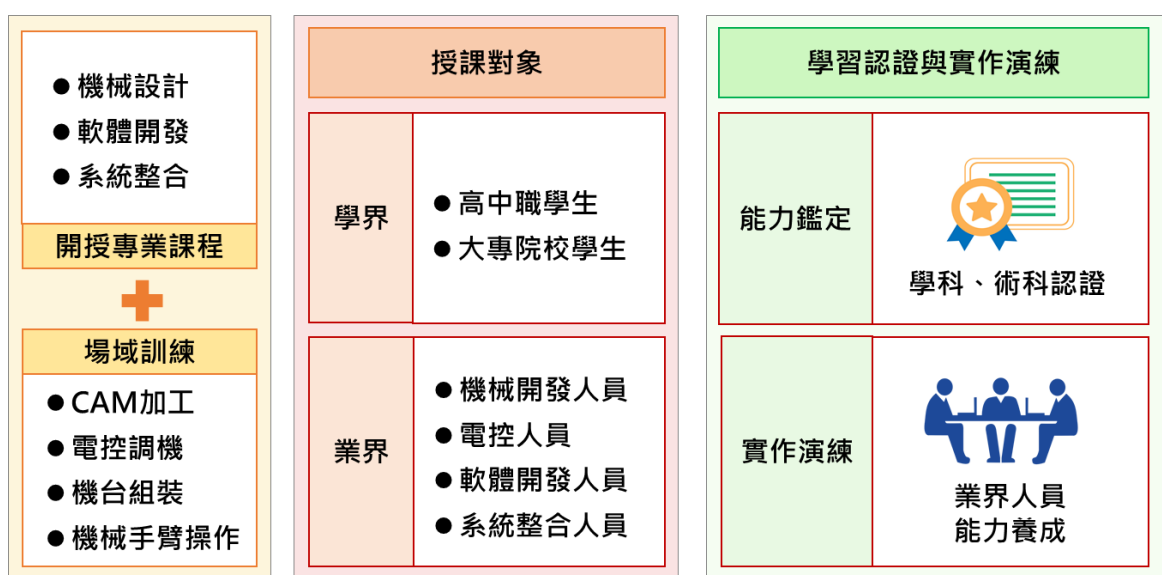 ● 機械設計
● 軟體開發
● 系統整合
開授專業課程
場域訓練
● CAM加工
● 電控調機
● 機台組裝
● 機械手臂操作
授課對象
學界
● 高中職學生
● 大專院校學生
業界
● 機械開發人員
● 電控人員
● 軟體開發人員
● 系統整合人員
學習認證與實作演練
能力鑑定
學科、術科認證
實作演練
業界人員
能力養成